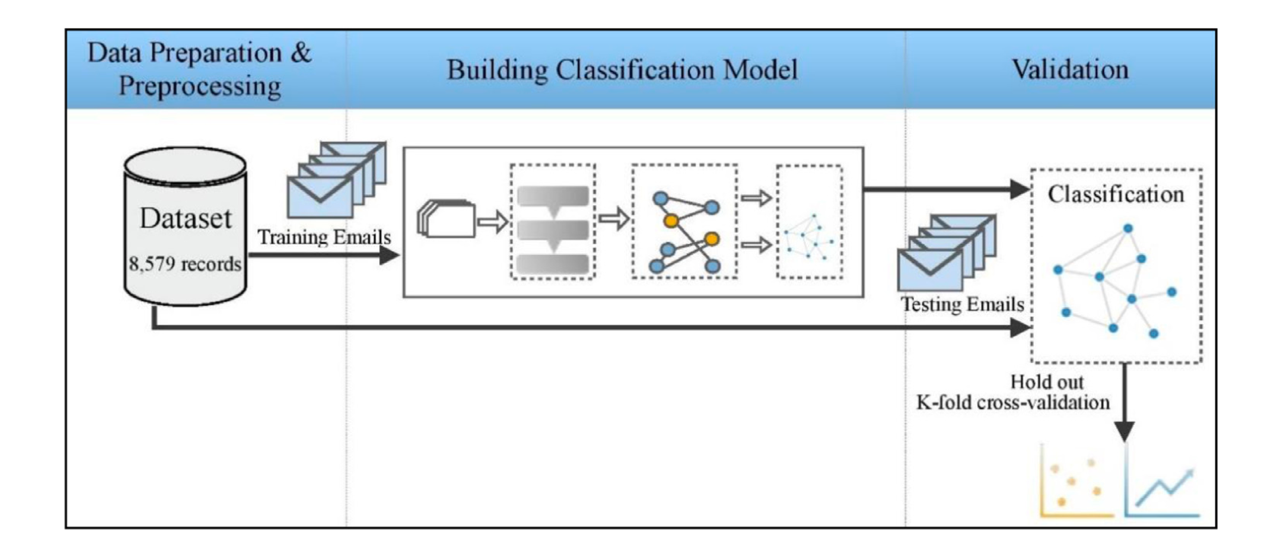 Data Preparation &
Preprocessing
Building Classification Model
Validation
Dataset
8,579 records
Training Emails
Classification
Testing Emails
Hold out
K-fold cross-validation